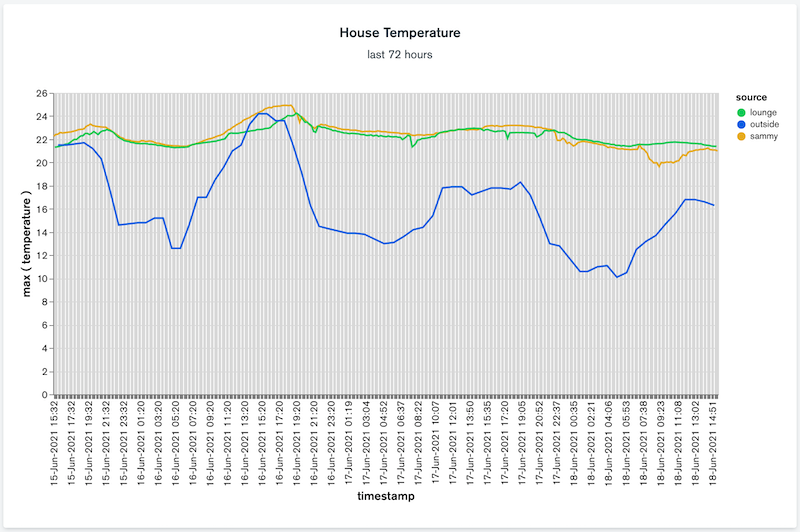 House Temperature
last 72 hours
source
lounge
outside
sammy
max ( temperature )
26
24
22
20
18
16
14
12
10
8
6
4
2
0
15-Jun-2021 15:32
15-Jun-2021 17:32
15-Jun-2021 19:32
15-Jun-2021 21:32
15-Jun-2021 23:32
16-Jun-2021 01:20
16-Jun-2021 03:20
16-Jun-2021 05:20
16-Jun-2021 07:20
16-Jun-2021 09:20
16-Jun-2021 11:20
16-Jun-2021 13:20
16-Jun-2021 15:20
16-Jun-2021 17:20
16-Jun-2021 19:20
16-Jun-2021 21:20
16-Jun-2021 23:20
17-Jun-2021 01:19
17-Jun-2021 03:04
17-Jun-2021 04:52
17-Jun-2021 06:37
17-Jun-2021 08:22
17-Jun-2021 10:07
17-Jun-2021 12:01
17-Jun-2021 13:50
17-Jun-2021 15:35
17-Jun-2021 17:20
17-Jun-2021 19:05
17-Jun-2021 20:52
17-Jun-2021 22:37
18-Jun-2021 00:35
18-Jun-2021 02:21
18-Jun-2021 04:06
18-Jun-2021 05:53
18-Jun-2021 07:38
18-Jun-2021 09:23
18-Jun-2021 11:08
18-Jun-2021 13:02
18-Jun-2021 14:51
timestamp